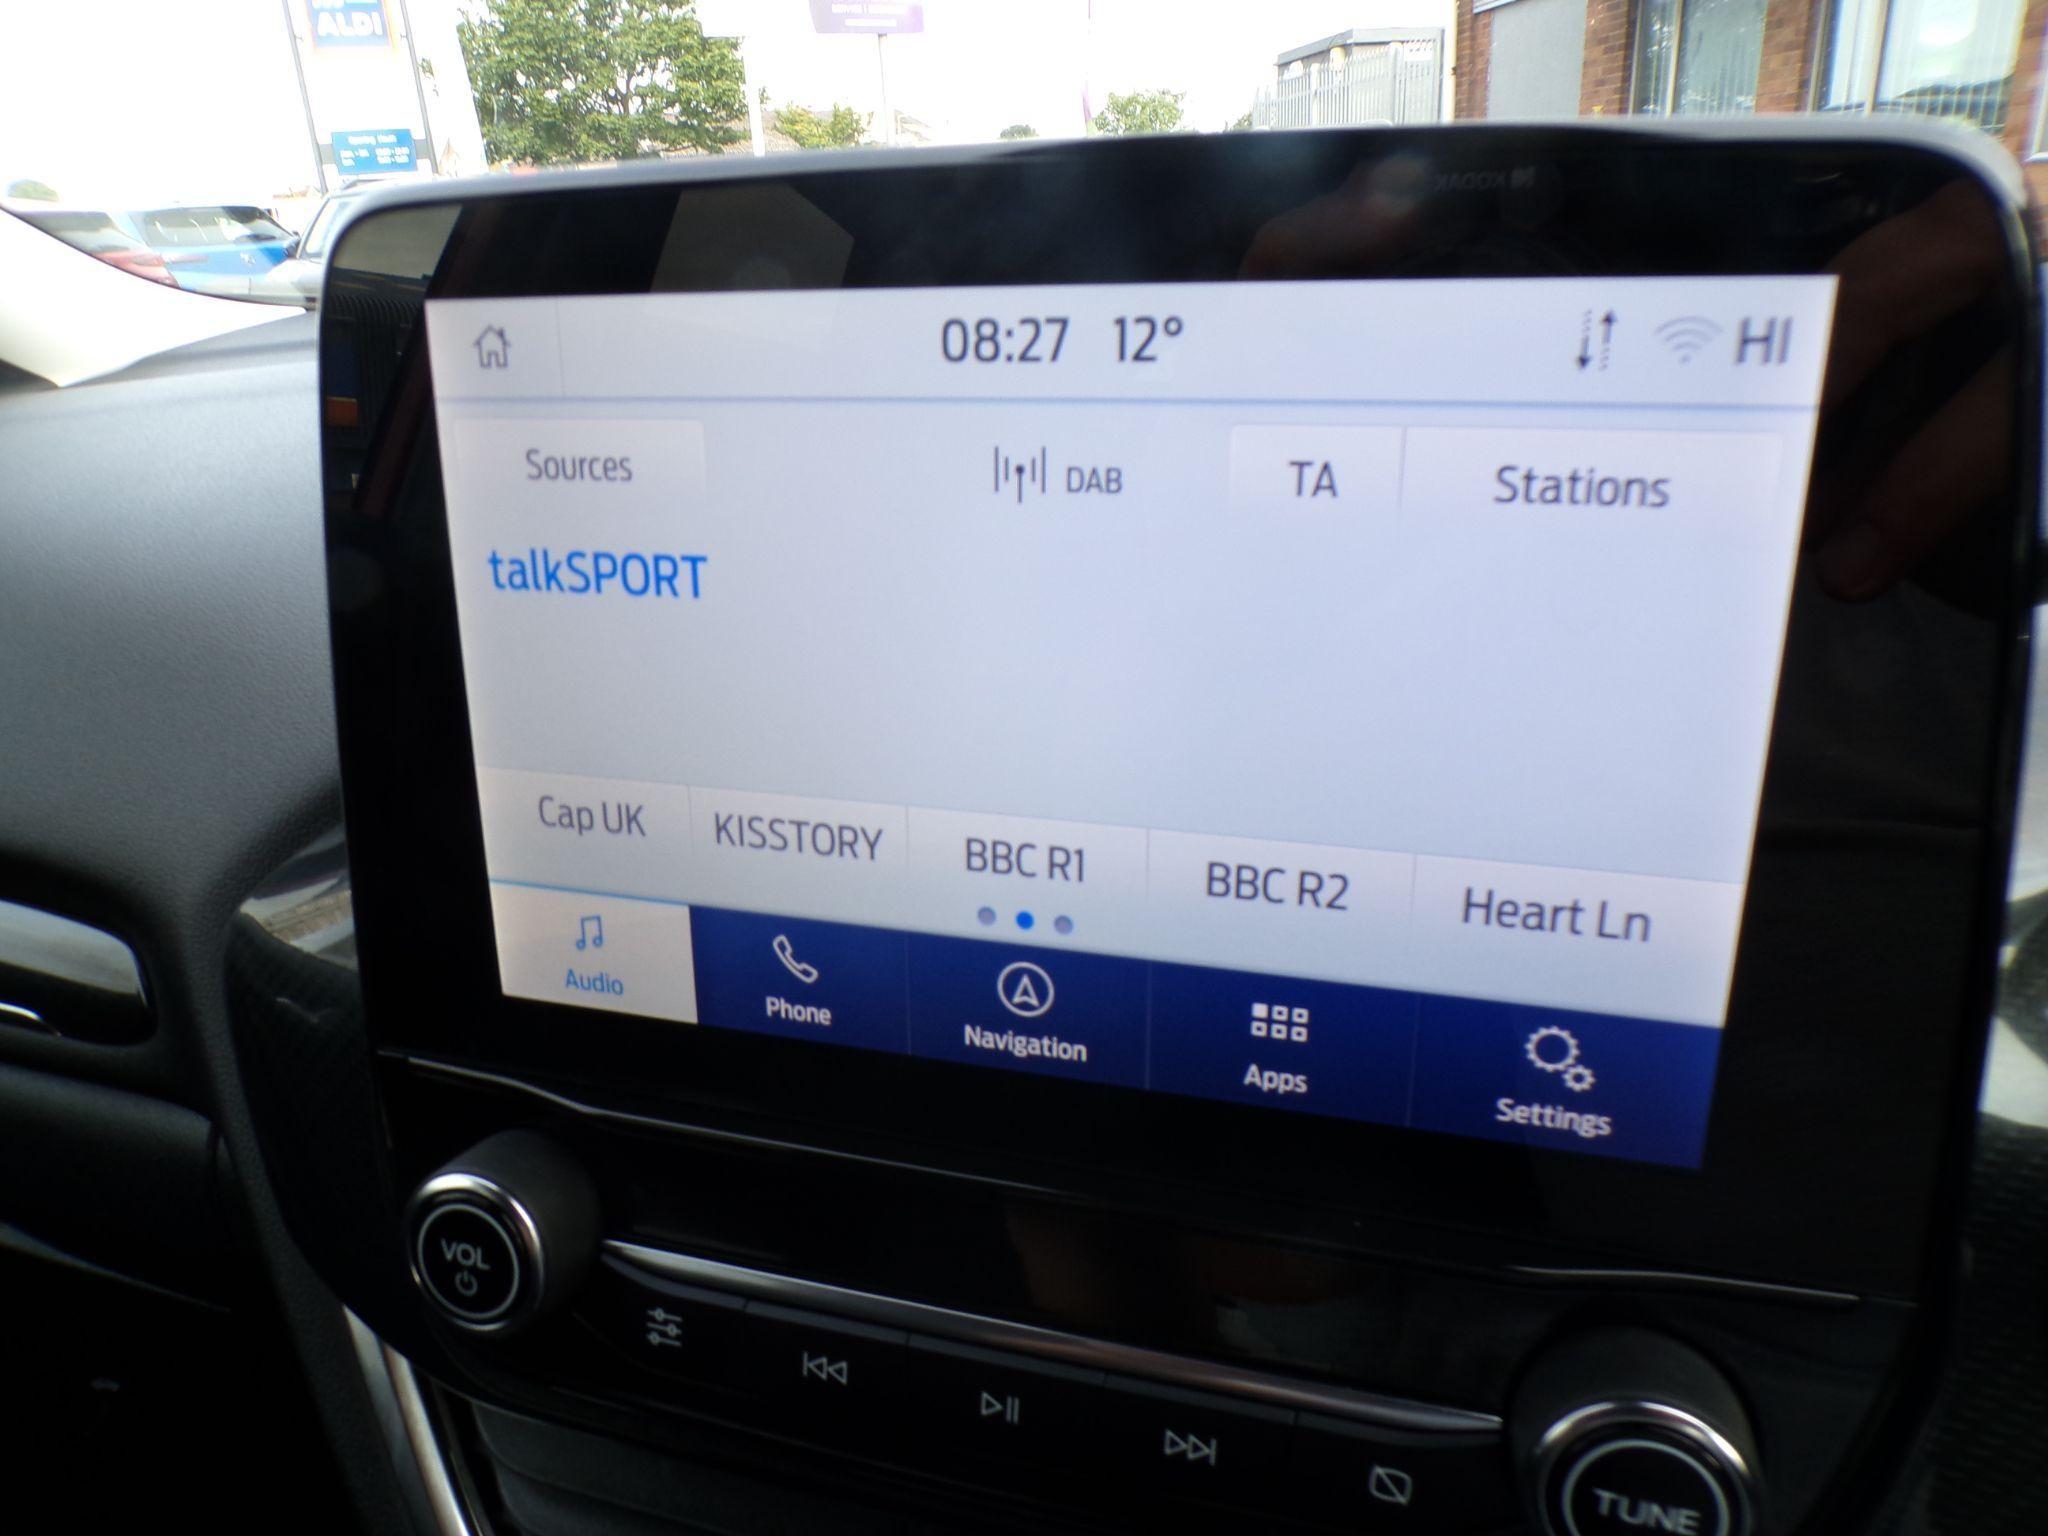 ALDI
08:27 12° HI
Sources DAB TA Stations
talkSPORT
Cap UK KISSTORY BBC R1 BBC R2 Heart Ln
Audio Phone Navigation Apps Settings
VOL
TUNE